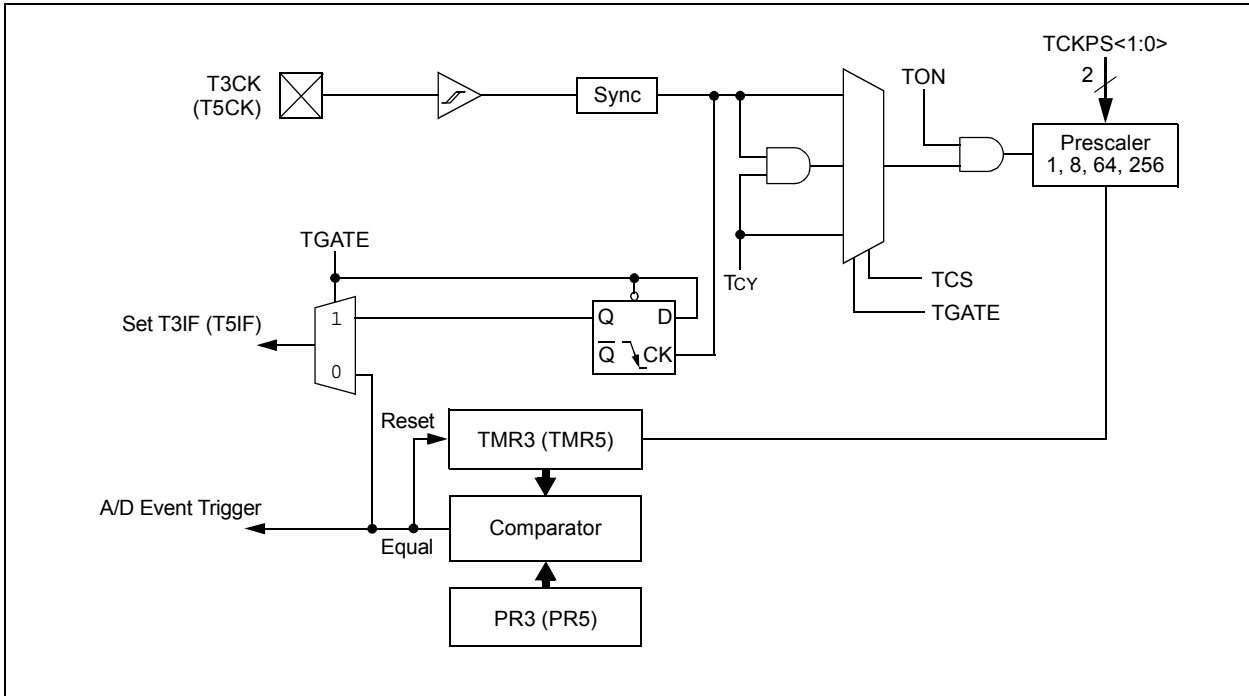 TCKPS<1:0>
2
TON
T3CK
(T5CK)
Sync
Prescaler
1, 8, 64, 256
TGATE
TCY
TCS
TGATE
Set T3IF (T5IF)
1
0
Q
D
Q
CK
Reset
TMR3 (TMR5)
A/D Event Trigger
Equal
Comparator
PR3 (PR5)